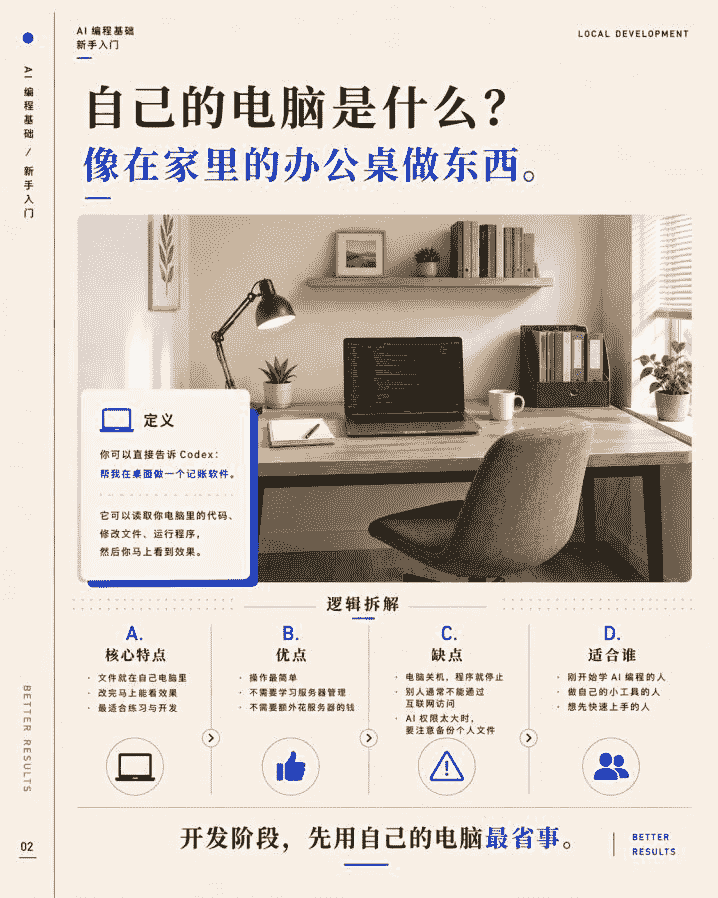 AI 编程基础
新手入门
LOCAL DEVELOPMENT
AI 编程基础 / 新手入门
自己的电脑是什么？
像在家里的办公桌做东西。
定义
你可以直接告诉 Codex：
帮我在桌面做一个记账软件。
它可以读取你电脑里的代码、
修改文件、运行程序，
然后你马上看到效果。
逻辑拆解
A.
核心特点
· 文件就在自己电脑里
· 改完马上能看效果
· 最适合练习与开发
B.
优点
· 操作最简单
· 不需要学习服务器管理
· 不需要额外花服务器的钱
C.
缺点
· 电脑关机，程序就停止
· 别人通常不能通过
互联网访问
· AI 权限太大时，
要注意备份个人文件
D.
适合谁
· 刚开始学 AI 编程的人
· 做自己的小工具的人
· 想先快速上手的人
BETTER RESULTS
02
开发阶段，先用自己的电脑最省事。
BETTER
RESULTS